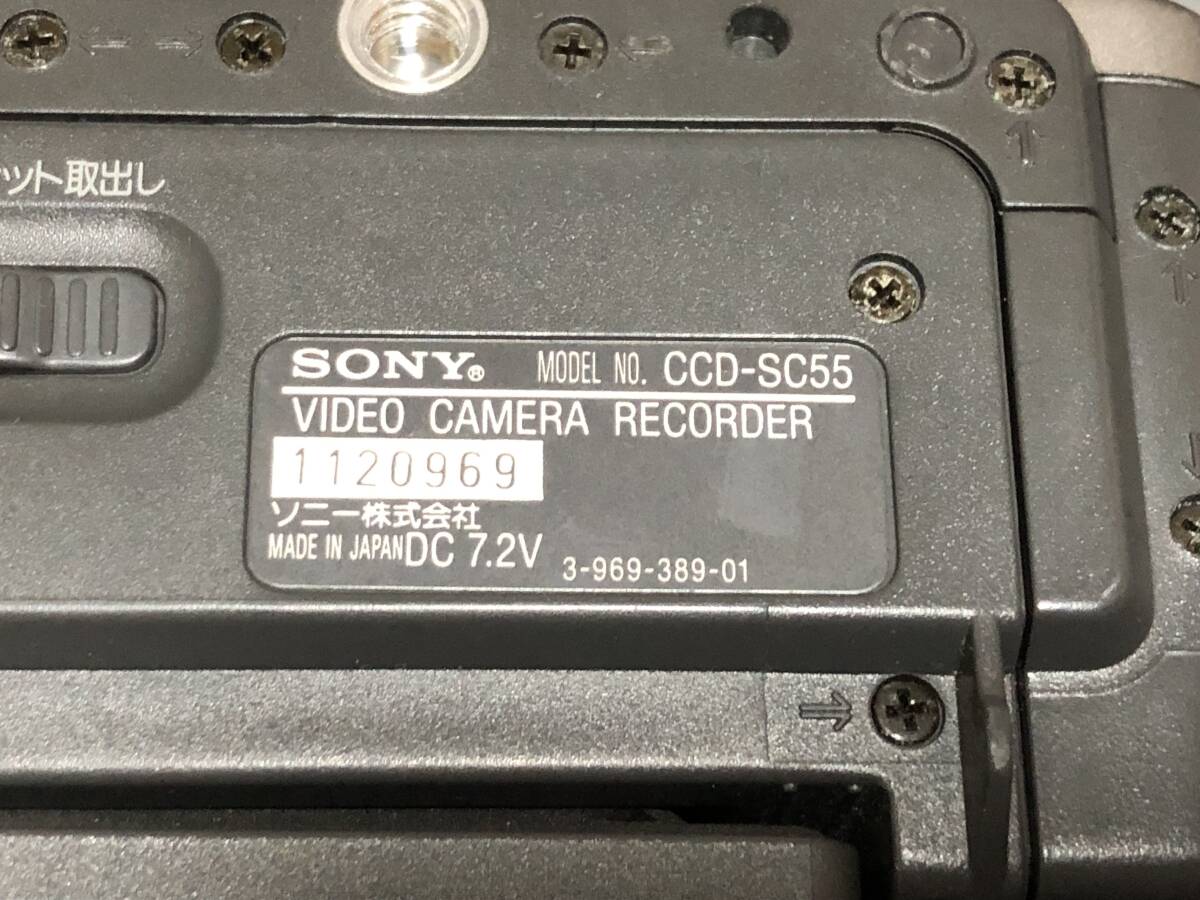 ット取出し
SONY® MODEL NO. CCD-SC55
VIDEO CAMERA RECORDER
1120969
ソニー株式会社
MADE IN JAPAN DC 7.2V 3-969-389-01